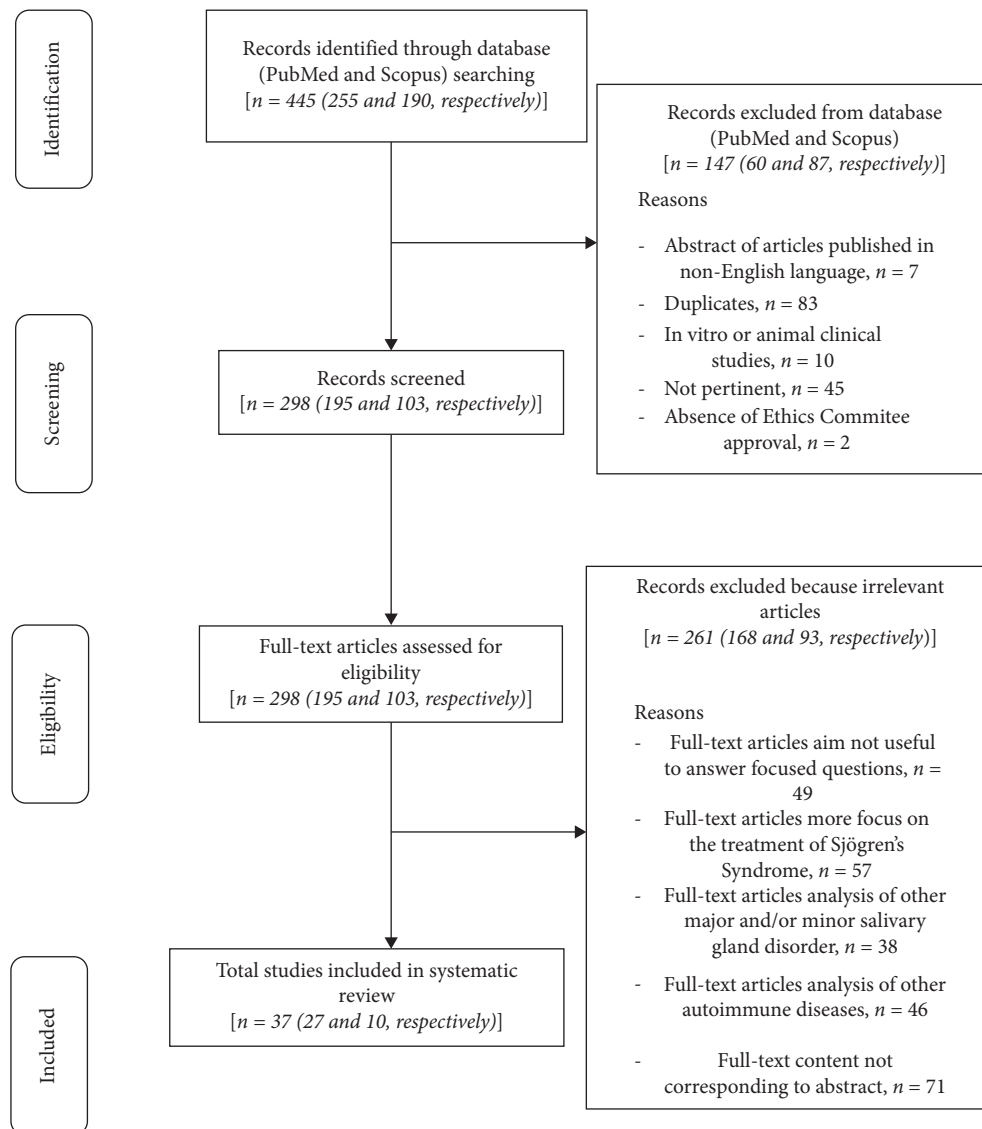 Identification
Records identified through database
(PubMed and Scopus) searching
[n = 445 (255 and 190, respectively)]
Records excluded from database
(PubMed and Scopus)
[n = 147 (60 and 87, respectively)]
Reasons
- Abstract of articles published in
non-English language, n = 7
- Duplicates, n = 83
- In vitro or animal clinical
studies, n = 10
- Not pertinent, n = 45
- Absence of Ethics Commitee
approval, n = 2
Screening
Records screened
[n = 298 (195 and 103, respectively)]
Eligibility
Full-text articles assessed for
eligibility
[n = 298 (195 and 103, respectively)]
Records excluded because irrelevant
articles
[n = 261 (168 and 93, respectively)]
Reasons
- Full-text articles aim not useful
to answer focused questions, n =
49
- Full-text articles more focus on
the treatment of Sjögren's
Syndrome, n = 57
- Full-text articles analysis of other
major and/or minor salivary
gland disorder, n = 38
- Full-text articles analysis of other
autoimmune diseases, n = 46
- Full-text content not
corresponding to abstract, n = 71
Included
Total studies included in systematic
review
[n = 37 (27 and 10, respectively)]